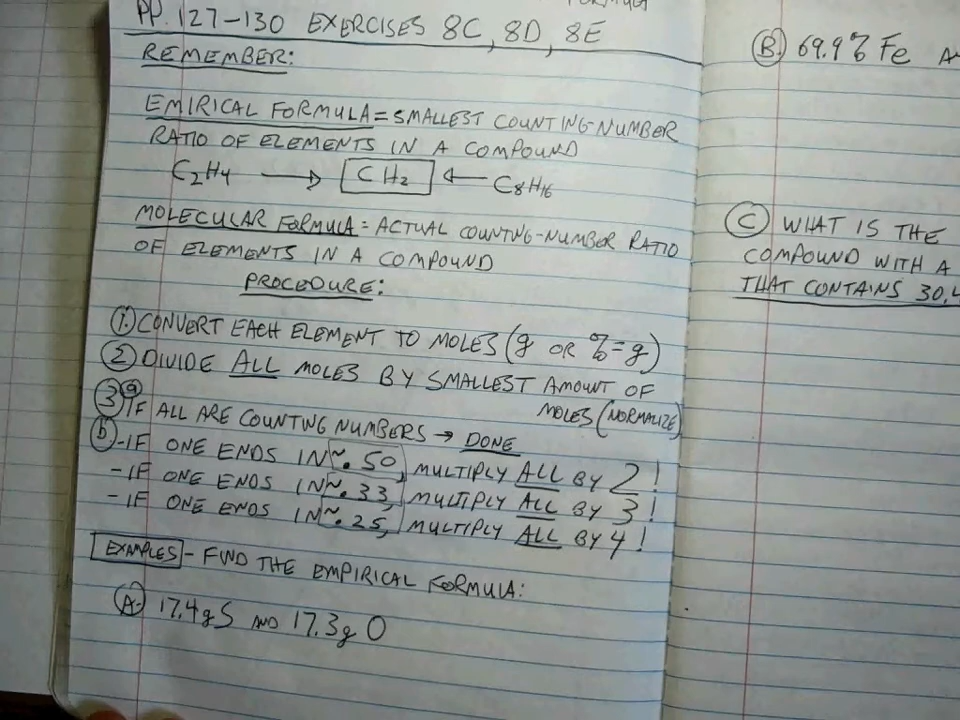 FORMULA
PP. 127-130 EXERCISES 8C, 8D, 8E
REMEMBER:
EMIRICAL FORMULA = SMALLEST COUNTING-NUMBER
RATIO OF ELEMENTS IN A COMPOUND
C₂H₄ → CH₂ ← C₈H₁₆
MOLECULAR FORMULA = ACTUAL COUNTNG-NUMBER RATIO
OF ELEMENTS IN A COMPOUND
PROCEDURE:
1. CONVERT EACH ELEMENT TO MOLES (g OR % = g)
2 DIVIDE ALL MOLES BY SMALLEST AMOUNT OF
MOLES (NORMALIZE)
3 a IF ALL ARE COUNTING NUMBERS → DONE
b -IF ONE ENDS IN ~.50, MULTIPLY ALL BY 2!
-IF ONE ENDS IN ~.33, MULTIPLY ALL BY 3!
-IF ONE ENDS IN ~.25, MULTIPLY ALL BY 4!
EXAMPLES - FIND THE EMPIRICAL FORMULA:
A. 17.4g S AND 17.3g O
B. 69.9% Fe
C WHAT IS THE
COMPOUND WITH A
THAT CONTAINS 30.4